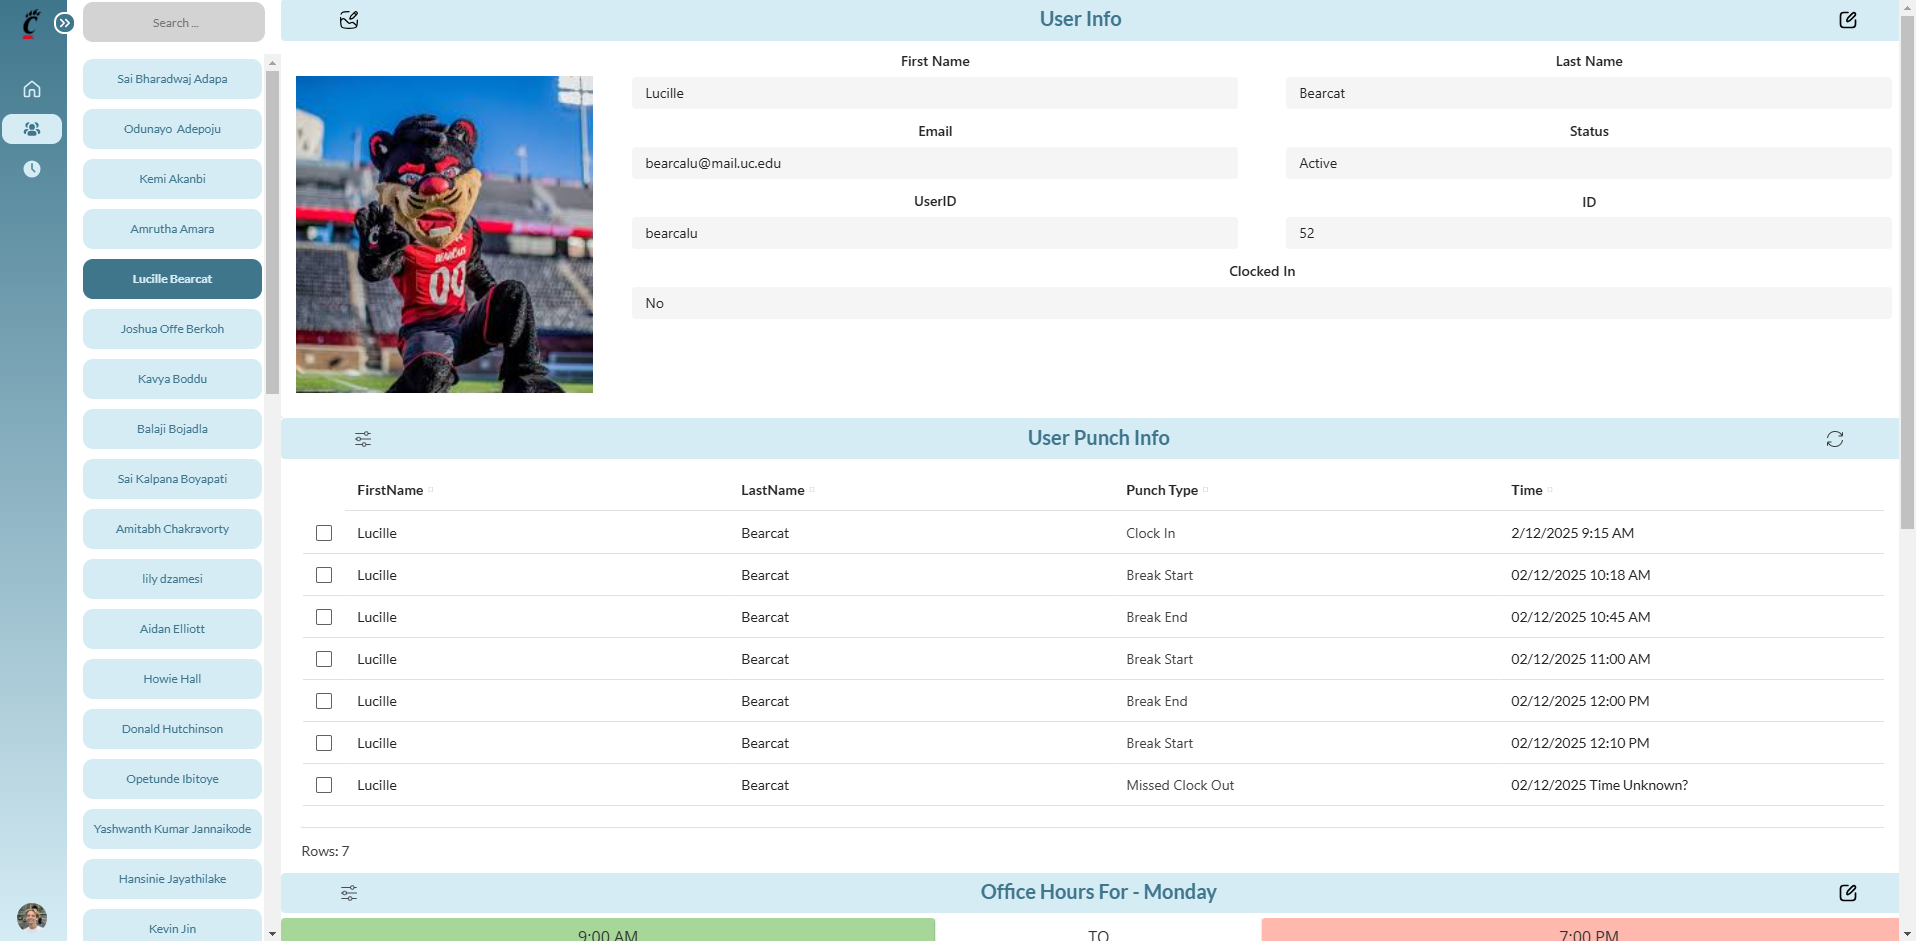 Search ...
Sai Bharadwaj Adapa
Odunayo  Adepoju
Kemi Akanbi
Amrutha Amara
Lucille Bearcat
Joshua Offe Berkoh
Kavya Boddu
Balaji Bojadla
Sai Kalpana Boyapati
Amitabh Chakravorty
lily dzamesi
Aidan Elliott
Howie Hall
Donald Hutchinson
Opetunde Ibitoye
Yashwanth Kumar Jannaikode
Hansinie Jayathilake
Kevin Jin
User Info
First Name Last Name
Lucille Bearcat
Email Status
bearcalu@mail.uc.edu Active
UserID ID
bearcalu 52
Clocked In
No
BEARCATS
00
User Punch Info
FirstName LastName Punch Type Time
Lucille Bearcat Clock In 2/12/2025 9:15 AM
Lucille Bearcat Break Start 02/12/2025 10:18 AM
Lucille Bearcat Break End 02/12/2025 10:45 AM
Lucille Bearcat Break Start 02/12/2025 11:00 AM
Lucille Bearcat Break End 02/12/2025 12:00 PM
Lucille Bearcat Break Start 02/12/2025 12:10 PM
Lucille Bearcat Missed Clock Out 02/12/2025 Time Unknown?
Rows: 7
Office Hours For - Monday
9:00 AM TO 7:00 PM